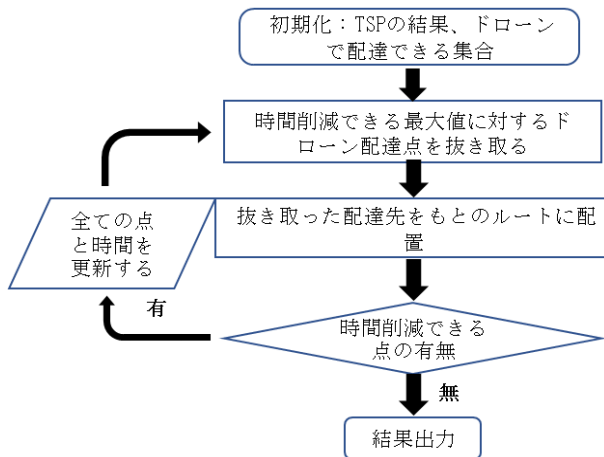 初期化：TSPの結果、ドローン
で配達できる集合
時間削減できる最大値に対するド
ローン配達点を抜き取る
抜き取った配達先をもとのルートに配
置
全ての点
と時間を
更新する
有
時間削減できる
点の有無
無
結果出力